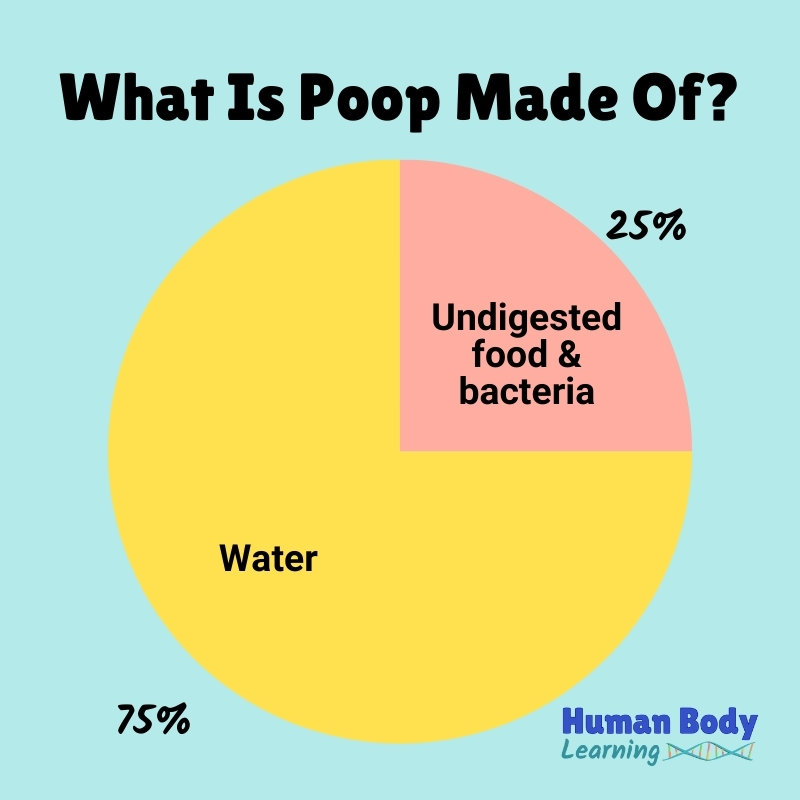 What Is Poop Made Of?
25%
Undigested
food &
bacteria
Water
75%
Human Body
Learning